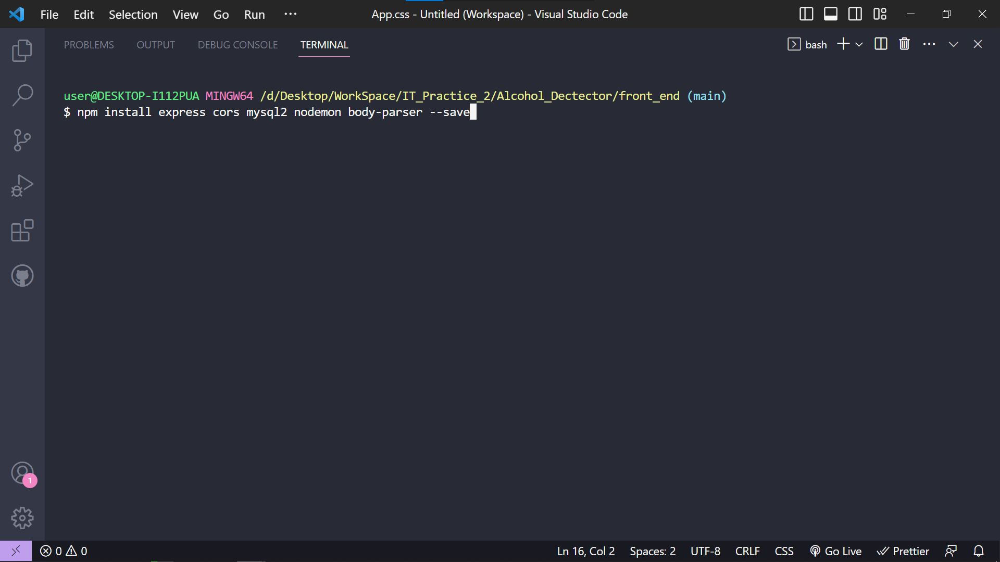 File Edit Selection View Go Run ··· App.css - Untitled (Workspace) - Visual Studio Code
PROBLEMS OUTPUT DEBUG CONSOLE TERMINAL bash
user@DESKTOP-I112PUA MINGW64 /d/Desktop/WorkSpace/IT_Practice_2/Alcohol_Dectector/front_end (main)
$ npm install express cors mysql2 nodemon body-parser --save
1
0 0 Ln 16, Col 2 Spaces: 2 UTF-8 CRLF CSS Go Live Prettier